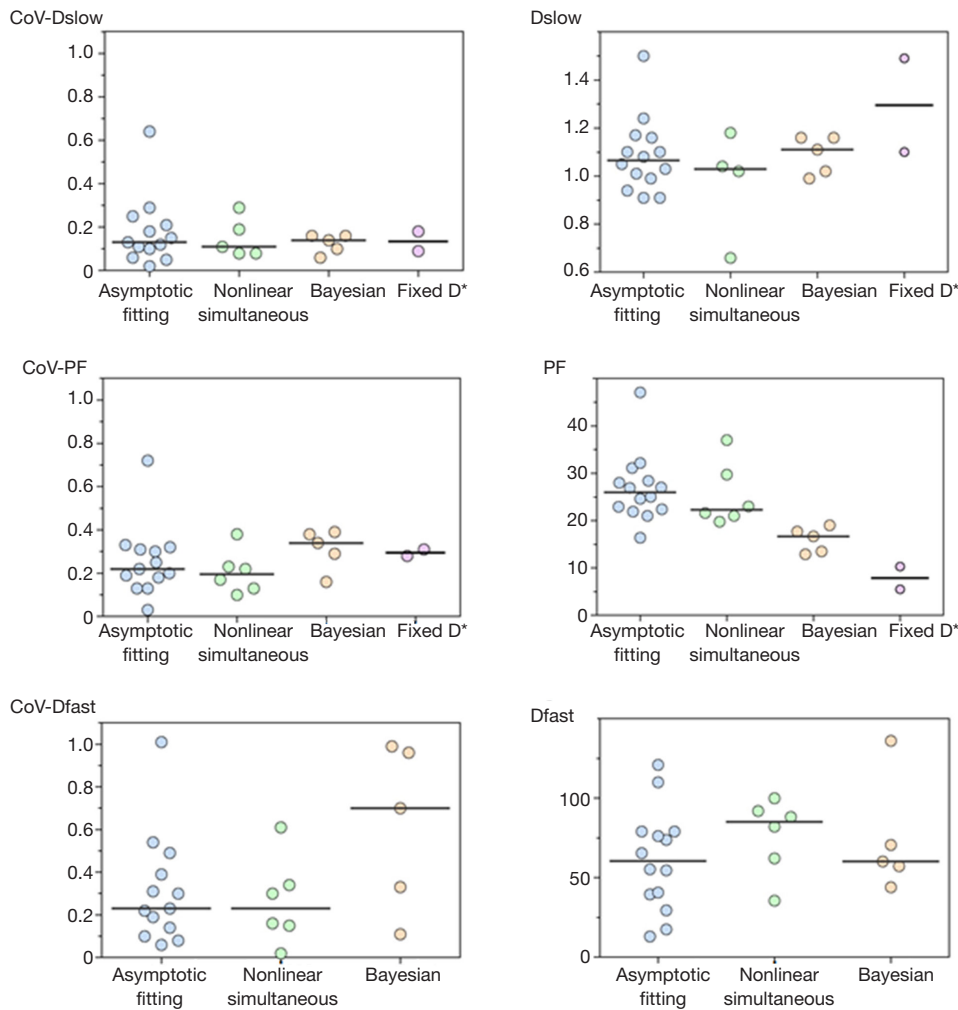 CoV-Dslow
1.0
0.8
0.6
0.4
0.2
0
Asymptotic fitting
Nonlinear simultaneous
Bayesian
Fixed D*
Dslow
1.4
1.2
1.0
0.8
0.6
Asymptotic fitting
Nonlinear simultaneous
Bayesian
Fixed D*
CoV-PF
1.0
0.8
0.6
0.4
0.2
0
Asymptotic fitting
Nonlinear simultaneous
Bayesian
Fixed D*
PF
40
30
20
10
0
Asymptotic fitting
Nonlinear simultaneous
Bayesian
Fixed D*
CoV-Dfast
1.0
0.8
0.6
0.4
0.2
0
Asymptotic fitting
Nonlinear simultaneous
Bayesian
Dfast
100
50
0
Asymptotic fitting
Nonlinear simultaneous
Bayesian